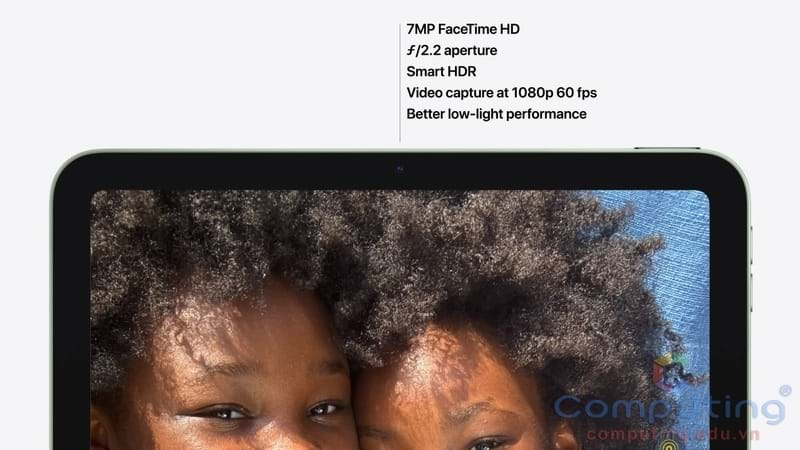 7MP FaceTime HD
ƒ/2.2 aperture
Smart HDR
Video capture at 1080p 60 fps
Better low-light performance
Computing®
computing.edu.vn